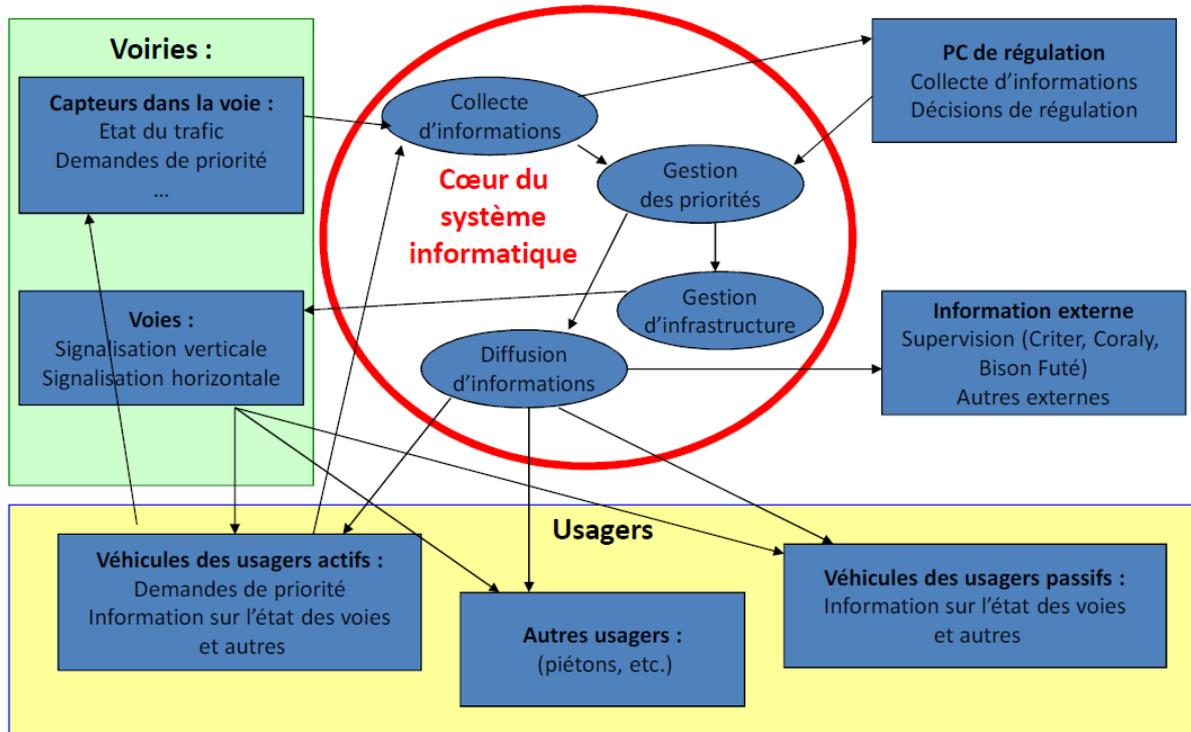 Voiries :
Capteurs dans la voie :
Etat du trafic
Demandes de priorité
...
Voies :
Signalisation verticale
Signalisation horizontale
Collecte
d’informations
Cœur du
système
informatique
Gestion
des priorités
Gestion
d’infrastructure
Diffusion
d’informations
PC de régulation
Collecte d’informations
Décisions de régulation
Information externe
Supervision (Criter, Coraly,
Bison Futé)
Autres externes
Usagers
Véhicules des usagers actifs :
Demandes de priorité
Information sur l’état des voies
et autres
Autres usagers :
(piétons, etc.)
Véhicules des usagers passifs :
Information sur l’état des voies
et autres